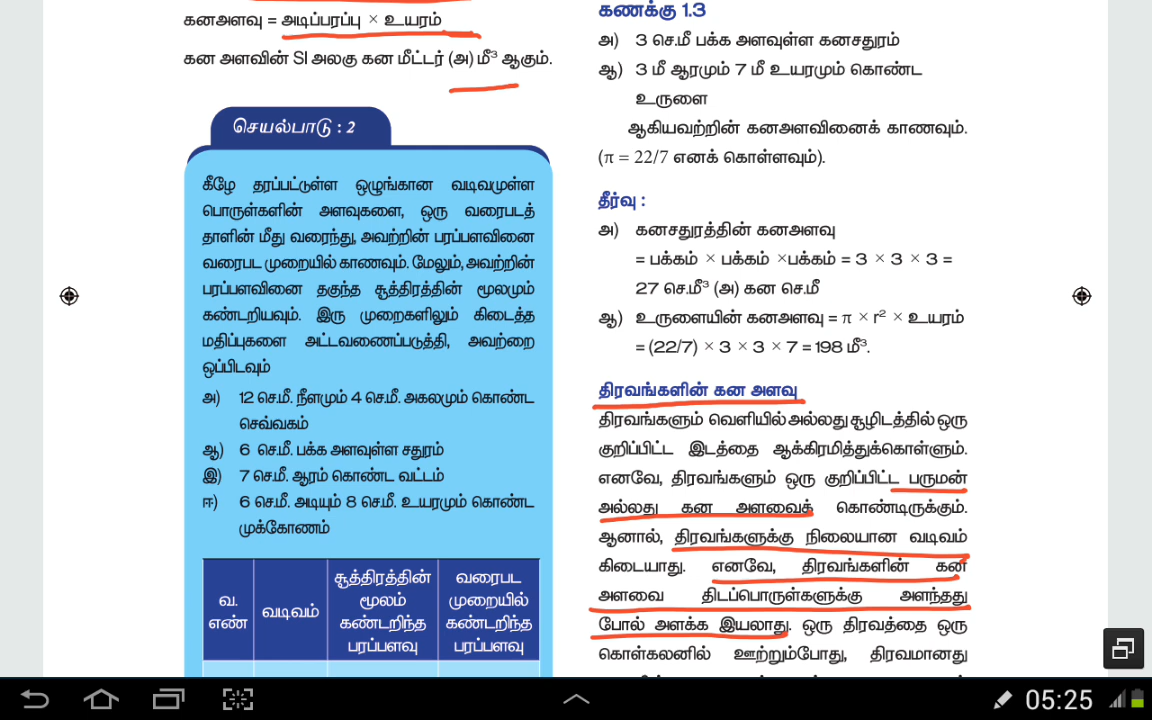 கனஅளவு = அடிப்பரப்பு × உயரம்
கன அளவின் SI அலகு கன மீட்டர் (அ) மீ³ ஆகும்.
செயல்பாடு : 2
கீழே தரப்பட்டுள்ள ஒழுங்கான வடிவமுள்ள
பொருள்களின் அளவுகளை, ஒரு வரைபடத்
தாளின் மீது வரைந்து, அவற்றின் பரப்பளவினை
வரைபட முறையில் காணவும். மேலும், அவற்றின்
பரப்பளவினை தகுந்த சூத்திரத்தின் மூலமும்
கண்டறியவும். இரு முறைகளிலும் கிடைத்த
மதிப்புகளை அட்டவணைப்படுத்தி, அவற்றை
ஒப்பிடவும்
அ) 12 செ.மீ. நீளமும் 4 செ.மீ. அகலமும் கொண்ட
செவ்வகம்
ஆ) 6 செ.மீ. பக்க அளவுள்ள சதுரம்
இ) 7 செ.மீ. ஆரம் கொண்ட வட்டம்
ஈ) 6 செ.மீ. அடியும் 8 செ.மீ. உயரமும் கொண்ட
முக்கோணம்
வ. எண்
வடிவம்
சூத்திரத்தின் மூலம் கண்டறிந்த பரப்பளவு
வரைபட முறையில் கண்டறிந்த பரப்பளவு
கணக்கு 1.3
அ) 3 செ.மீ பக்க அளவுள்ள கனசதுரம்
ஆ) 3 மீ ஆரமும் 7 மீ உயரமும் கொண்ட
உருளை
ஆகியவற்றின் கனஅளவினைக் காணவும்.
(π = 22/7 எனக் கொள்ளவும்).
தீர்வு :
அ) கனசதுரத்தின் கனஅளவு
= பக்கம் × பக்கம் ×பக்கம் = 3 × 3 × 3 =
27 செ.மீ³ (அ) கன செ.மீ
ஆ) உருளையின் கனஅளவு = π × r² × உயரம்
= (22/7) × 3 × 3 × 7 = 198 மீ³.
திரவங்களின் கன அளவு
திரவங்களும் வெளியில் அல்லது சூழிடத்தில் ஒரு
குறிப்பிட்ட இடத்தை ஆக்கிரமித்துக்கொள்ளும்.
எனவே, திரவங்களும் ஒரு குறிப்பிட்ட பருமன்
அல்லது கன அளவைக் கொண்டிருக்கும்.
ஆனால், திரவங்களுக்கு நிலையான வடிவம்
கிடையாது. எனவே, திரவங்களின் கன
அளவை திடப்பொருள்களுக்கு அளந்தது
போல் அளக்க இயலாது. ஒரு திரவத்தை ஒரு
கொள்கலனில் ஊற்றும்போது, திரவமானது
05:25